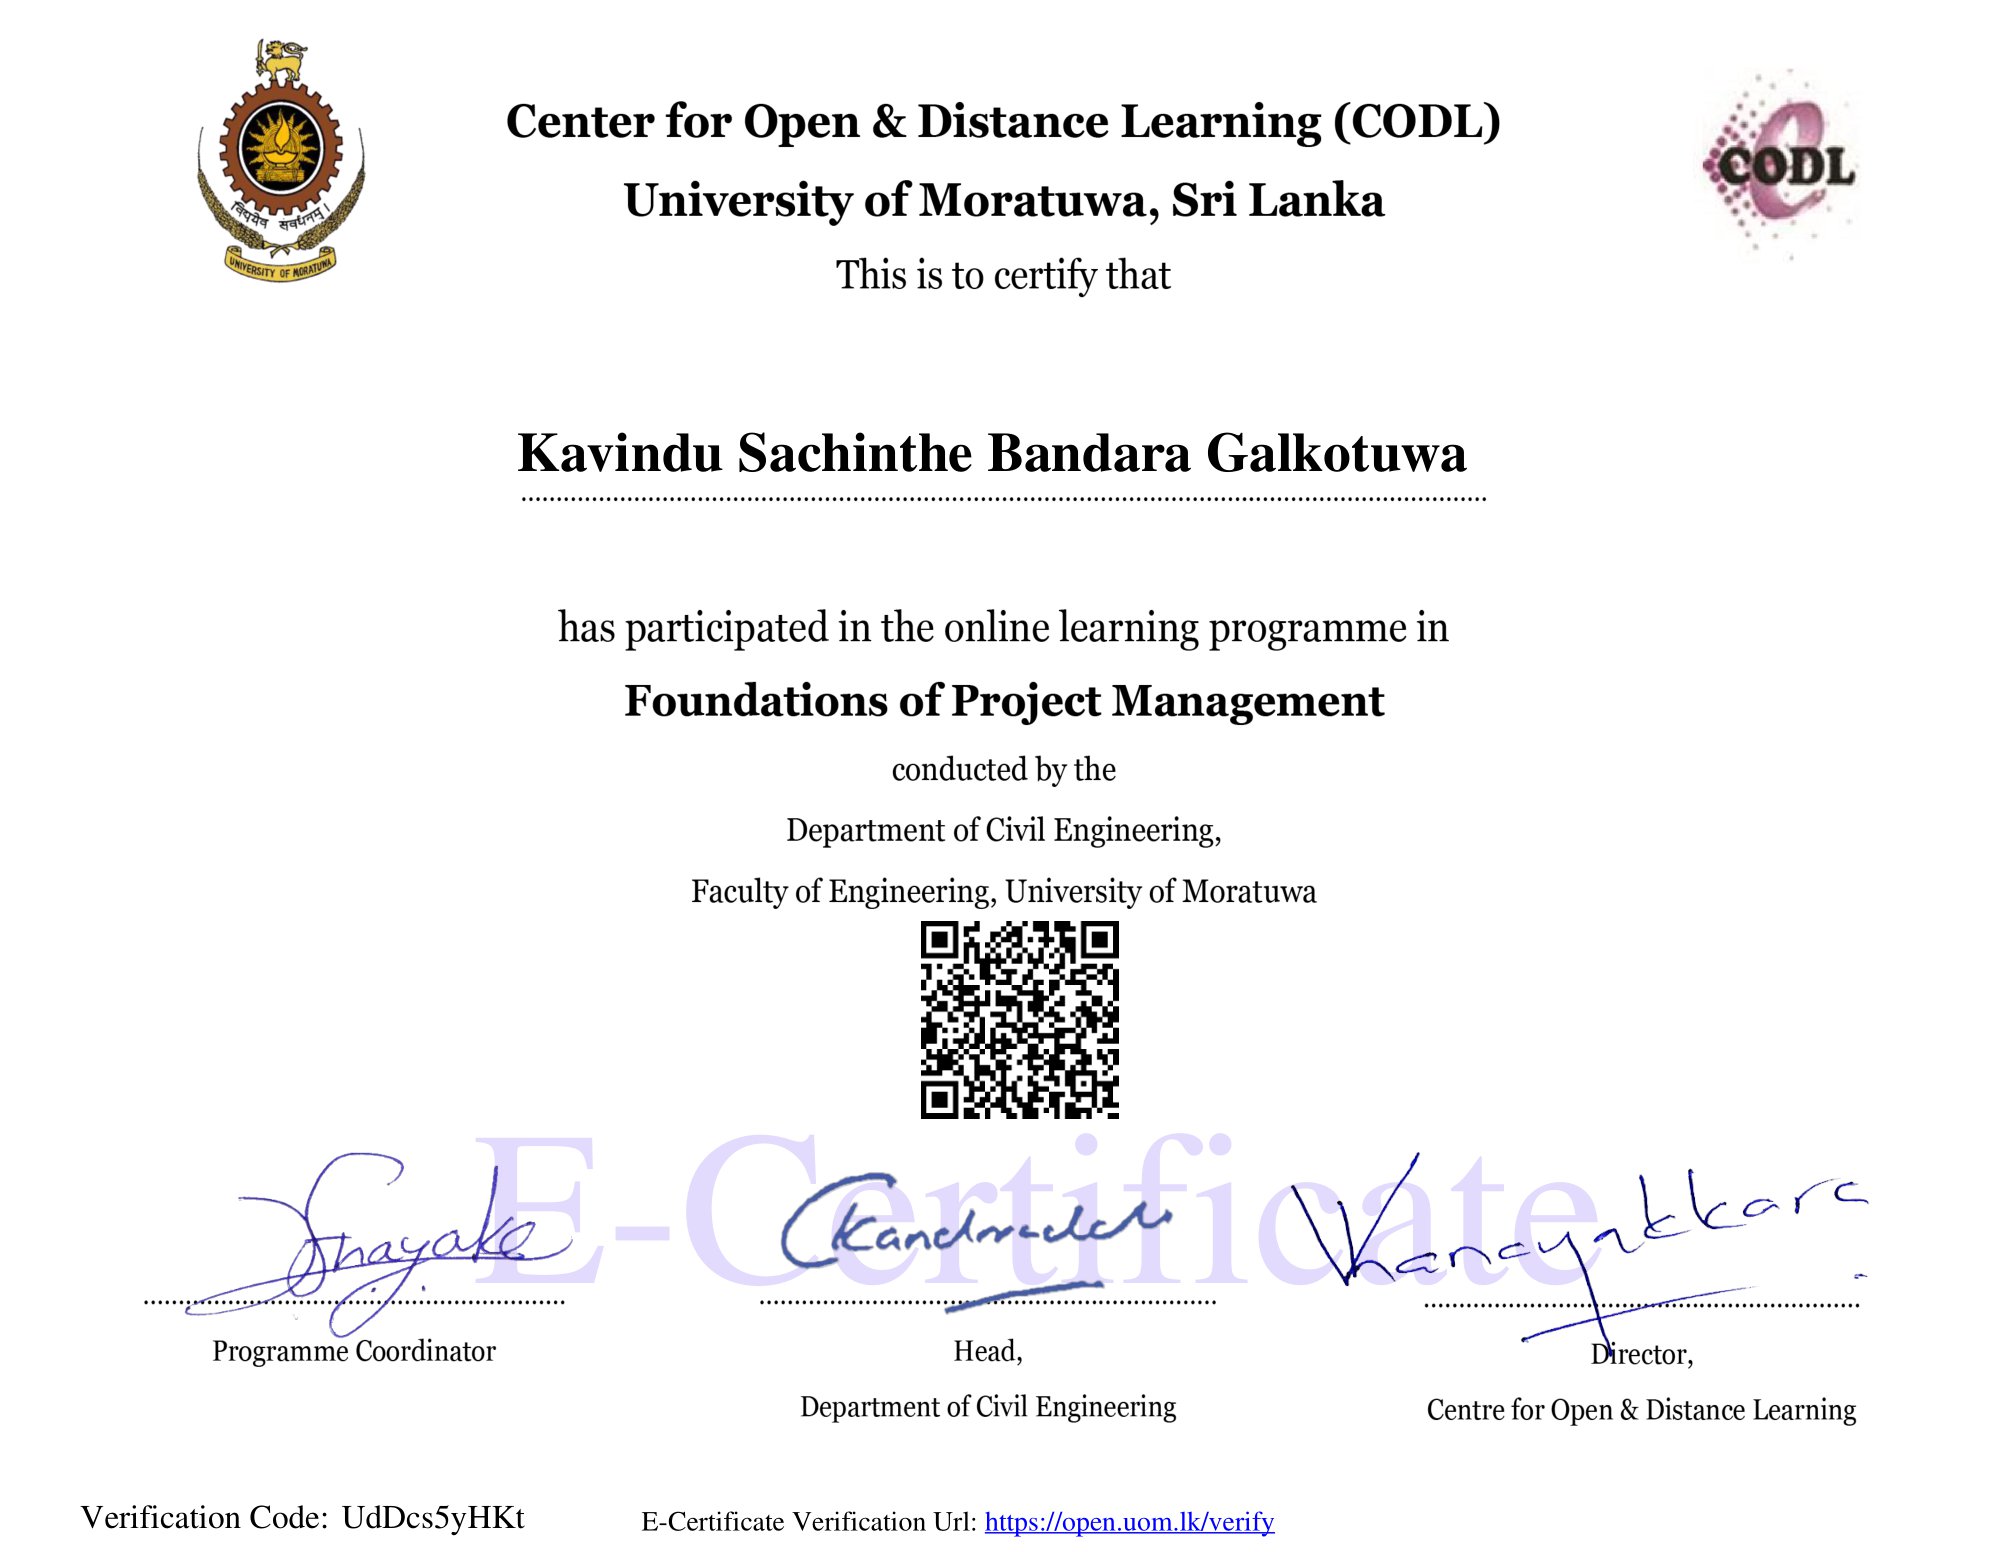 Center for Open & Distance Learning (CODL)
University of Moratuwa, Sri Lanka
This is to certify that
विद्ययैव सर्वधनम्।
UNIVERSITY OF MORATUWA
CODL
Kavindu Sachinthe Bandara Galkotuwa
has participated in the online learning programme in
Foundations of Project Management
conducted by the
Department of Civil Engineering,
Faculty of Engineering, University of Moratuwa
E-Certificate
Programme Coordinator
Head,
Department of Civil Engineering
Director,
Centre for Open & Distance Learning
Verification Code: UdDcs5yHKt
E-Certificate Verification Url: https://open.uom.lk/verify